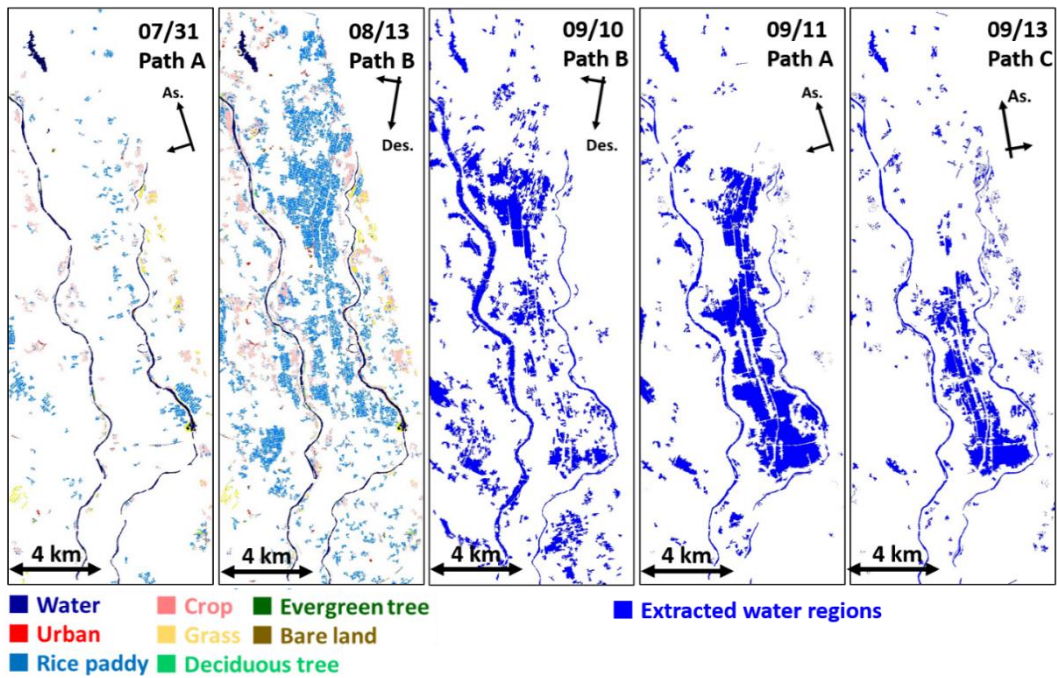 07/31
Path A
As.
4 km
08/13
Path B
Des.
4 km
09/10
Path B
Des.
4 km
09/11
Path A
As.
4 km
09/13
Path C
As.
4 km
Water
Crop
Evergreen tree
Urban
Grass
Bare land
Rice paddy
Deciduous tree
Extracted water regions